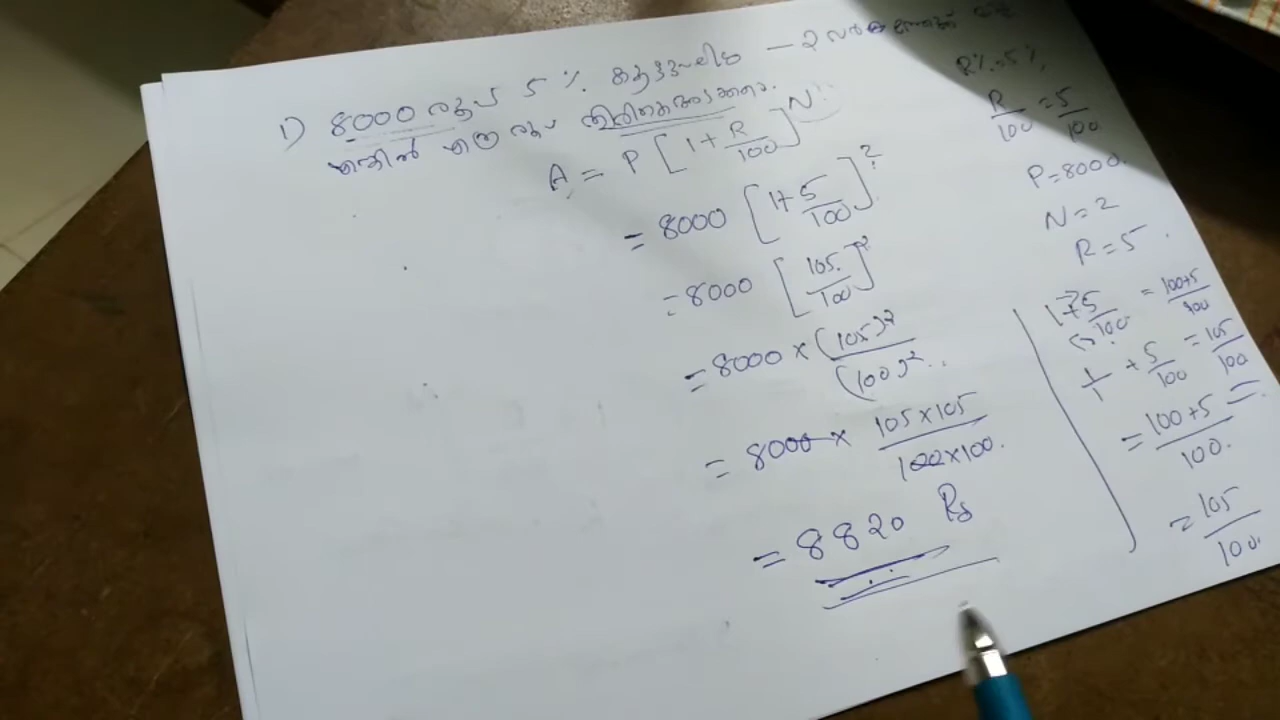 1) 8000 രൂപ 5 % കൂട്ടുപലിശ - 2
എങ്കിൽ എത്ര രൂപ
A = P [ 1 + R/100 ]^N
= 8000 [ 1 + 5/100 ]^2
= 8000 [ 105/100 ]^2
= 8000 × (105)^2/(100)^2
= 8000 × 105×105/100×100
= 8820 Rs
R% = 5%
R/100 = 5/100
P = 8000
N = 2
R = 5
1 + 5/100 = 100+5/100
1/1 + 5/100 = 105/100
= 100+5/100
= 105/100